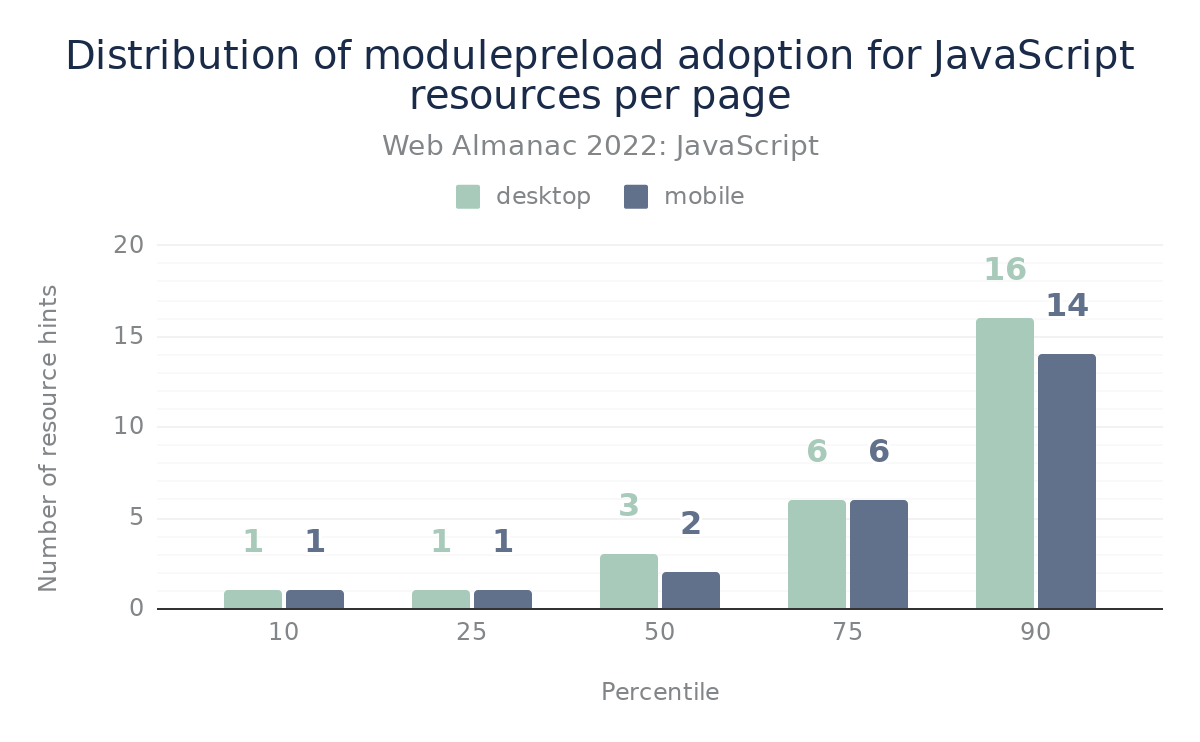 Distribution of modulepreload adoption for JavaScript
resources per page
Web Almanac 2022: JavaScript
desktop mobile
Number of resource hints
20
15
10
5
0
1 1 1 1 3 2 6 6 16 14
10 25 50 75 90
Percentile